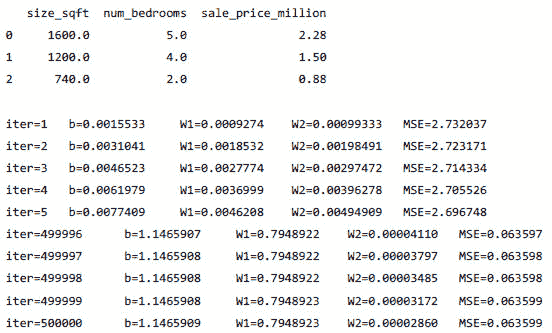 size_sqft num_bedrooms sale_price_million
0 1600.0 5.0 2.28
1 1200.0 4.0 1.50
2 740.0 2.0 0.88
iter=1 b=0.0015533 W1=0.0009274 W2=0.00099333 MSE=2.732037
iter=2 b=0.0031041 W1=0.0018532 W2=0.00198491 MSE=2.723171
iter=3 b=0.0046523 W1=0.0027774 W2=0.00297472 MSE=2.714334
iter=4 b=0.0061979 W1=0.0036999 W2=0.00396278 MSE=2.705526
iter=5 b=0.0077409 W1=0.0046208 W2=0.00494909 MSE=2.696748
iter=499996 b=1.1465907 W1=0.7948922 W2=0.00004110 MSE=0.063597
iter=499997 b=1.1465908 W1=0.7948922 W2=0.00003797 MSE=0.063598
iter=499998 b=1.1465908 W1=0.7948922 W2=0.00003485 MSE=0.063598
iter=499999 b=1.1465908 W1=0.7948923 W2=0.00003172 MSE=0.063599
iter=500000 b=1.1465909 W1=0.7948923 W2=0.00002860 MSE=0.063599